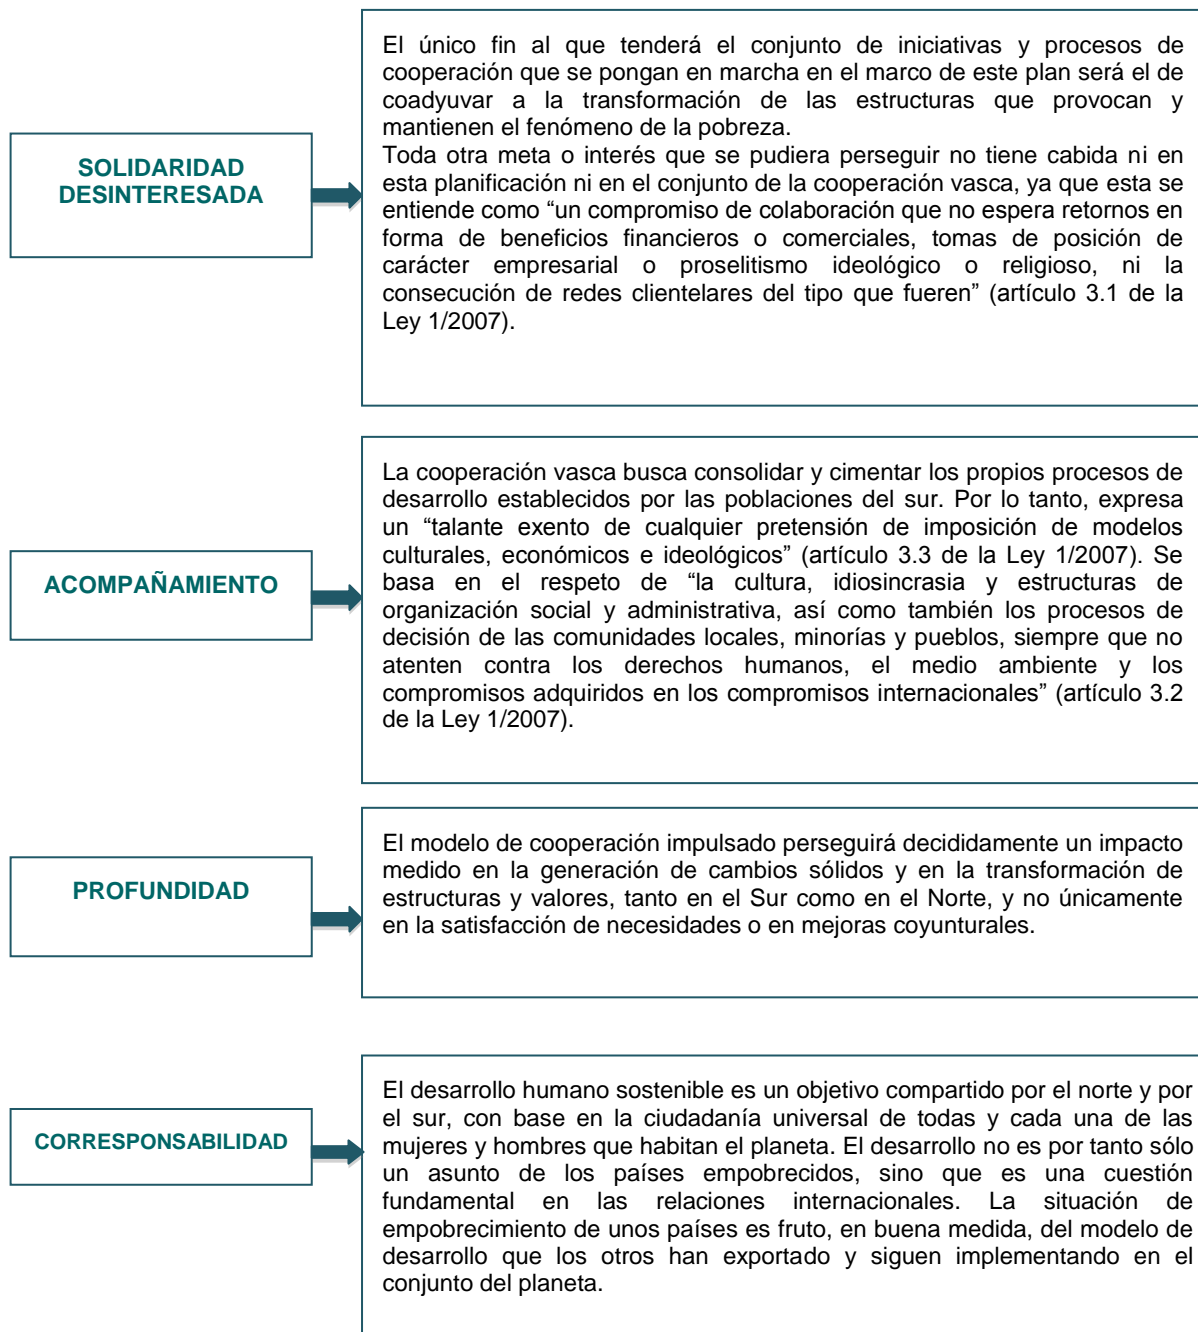 SOLIDARIDAD
DESINTERESADA
El único fin al que tenderá el conjunto de iniciativas y procesos de
cooperación que se pongan en marcha en el marco de este plan será el de
coadyuvar a la transformación de las estructuras que provocan y
mantienen el fenómeno de la pobreza.
Toda otra meta o interés que se pudiera perseguir no tiene cabida ni en
esta planificación ni en el conjunto de la cooperación vasca, ya que esta se
entiende como “un compromiso de colaboración que no espera retornos en
forma de beneficios financieros o comerciales, tomas de posición de
carácter empresarial o proselitismo ideológico o religioso, ni la
consecución de redes clientelares del tipo que fueren” (artículo 3.1 de la
Ley 1/2007).
ACOMPAÑAMIENTO
La cooperación vasca busca consolidar y cimentar los propios procesos de
desarrollo establecidos por las poblaciones del sur. Por lo tanto, expresa
un “talante exento de cualquier pretensión de imposición de modelos
culturales, económicos e ideológicos” (artículo 3.3 de la Ley 1/2007). Se
basa en el respeto de “la cultura, idiosincrasia y estructuras de
organización social y administrativa, así como también los procesos de
decisión de las comunidades locales, minorías y pueblos, siempre que no
atenten contra los derechos humanos, el medio ambiente y los
compromisos adquiridos en los compromisos internacionales” (artículo 3.2
de la Ley 1/2007).
PROFUNDIDAD
El modelo de cooperación impulsado perseguirá decididamente un impacto
medido en la generación de cambios sólidos y en la transformación de
estructuras y valores, tanto en el Sur como en el Norte, y no únicamente
en la satisfacción de necesidades o en mejoras coyunturales.
CORRESPONSABILIDAD
El desarrollo humano sostenible es un objetivo compartido por el norte y por
el sur, con base en la ciudadanía universal de todas y cada una de las
mujeres y hombres que habitan el planeta. El desarrollo no es por tanto sólo
un asunto de los países empobrecidos, sino que es una cuestión
fundamental en las relaciones internacionales. La situación de
empobrecimiento de unos países es fruto, en buena medida, del modelo de
desarrollo que los otros han exportado y siguen implementando en el
conjunto del planeta.